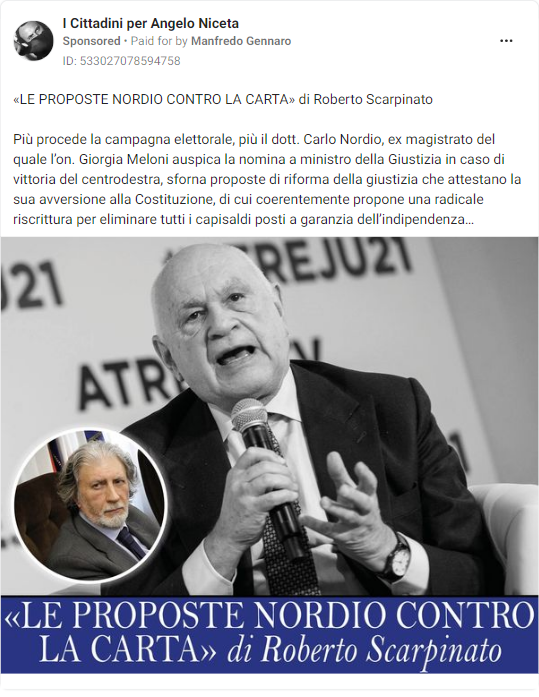 I Cittadini per Angelo Niceta
Sponsored • Paid for by Manfredo Gennaro
ID: 533027078594758
«LE PROPOSTE NORDIO CONTRO LA CARTA» di Roberto Scarpinato
Più procede la campagna elettorale, più il dott. Carlo Nordio, ex magistrato del
quale l’on. Giorgia Meloni auspica la nomina a ministro della Giustizia in caso di
vittoria del centrodestra, sforna proposte di riforma della giustizia che attestano la
sua avversione alla Costituzione, di cui coerentemente propone una radicale
riscrittura per eliminare tutti i capisaldi posti a garanzia dell’indipendenza...
JU21
ATREJU21
ATRE
«LE PROPOSTE NORDIO CONTRO
LA CARTA» di Roberto Scarpinato